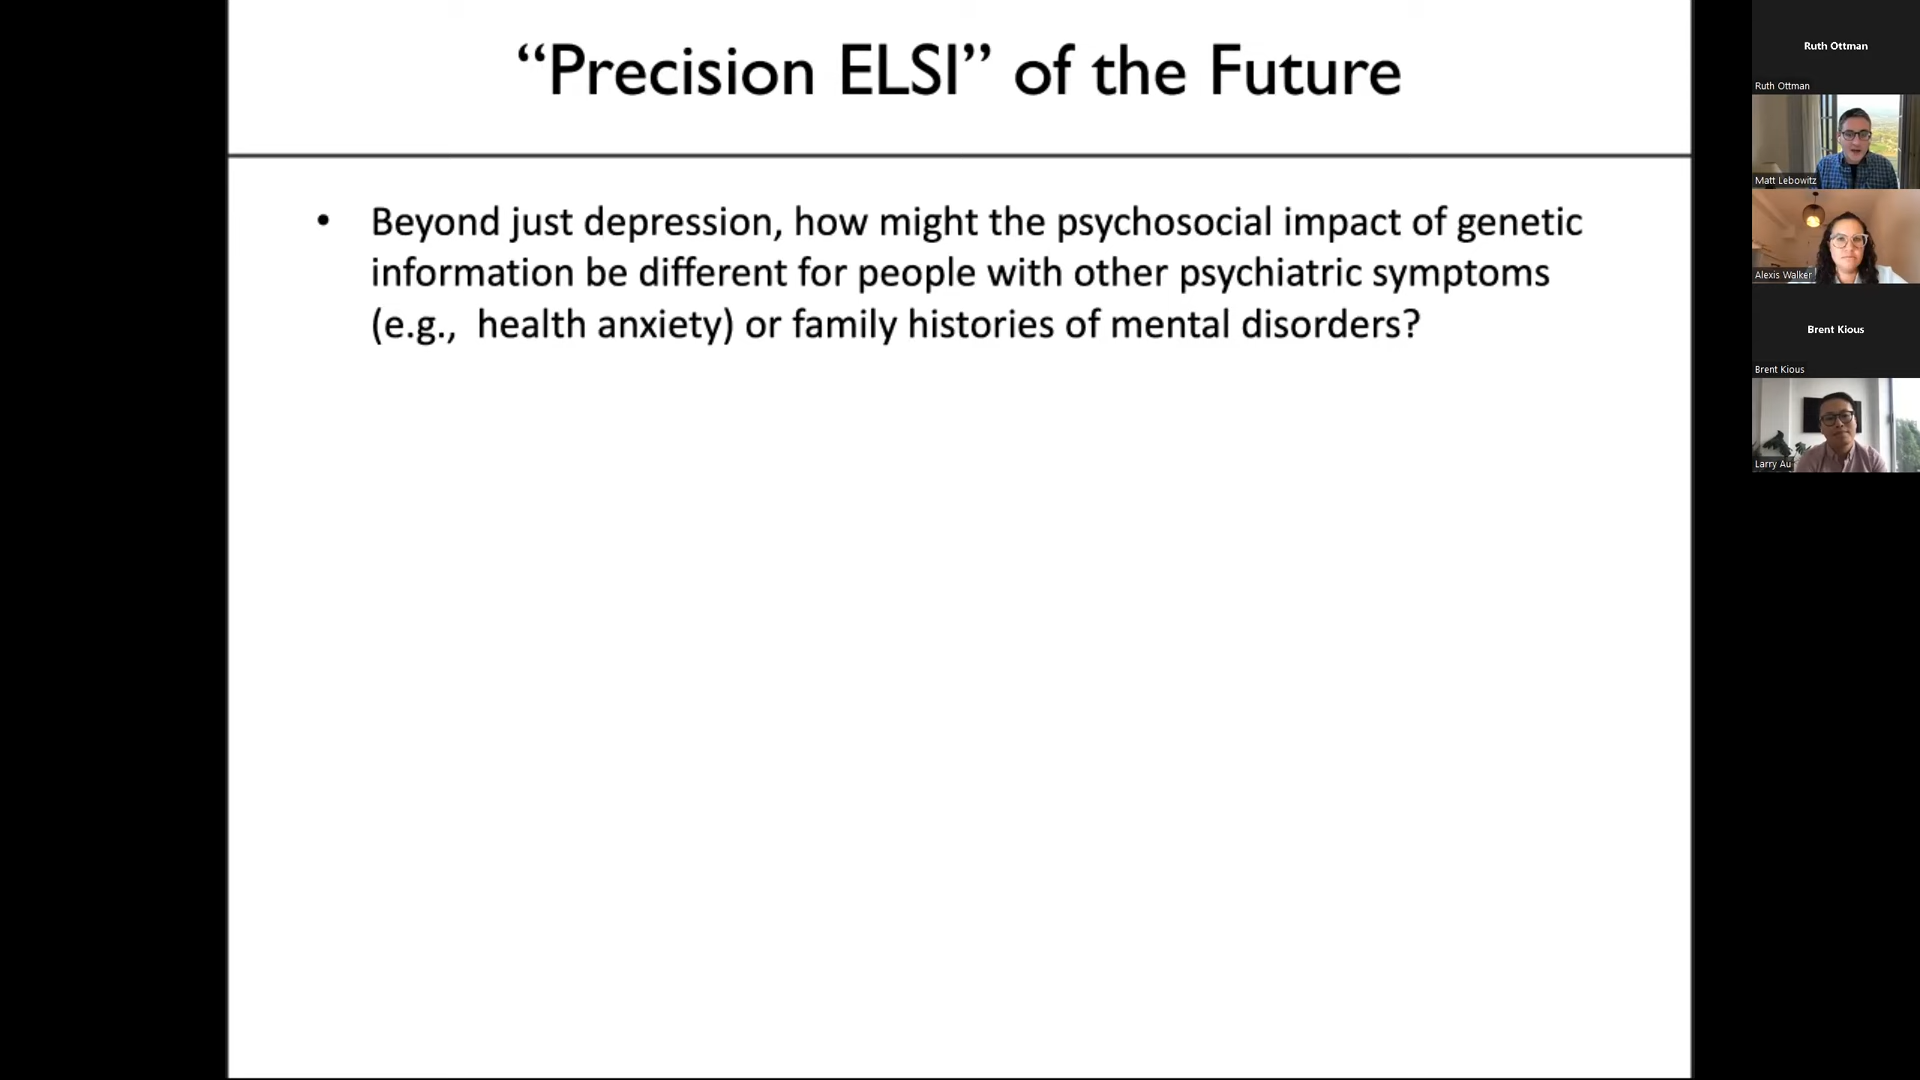 “Precision ELSI” of the Future
• Beyond just depression, how might the psychosocial impact of genetic
information be different for people with other psychiatric symptoms
(e.g., health anxiety) or family histories of mental disorders?
Ruth Ottman
Ruth Ottman
Matt Lebowitz
Alexis Walker
Brent Kious
Brent Kious
Larry Au